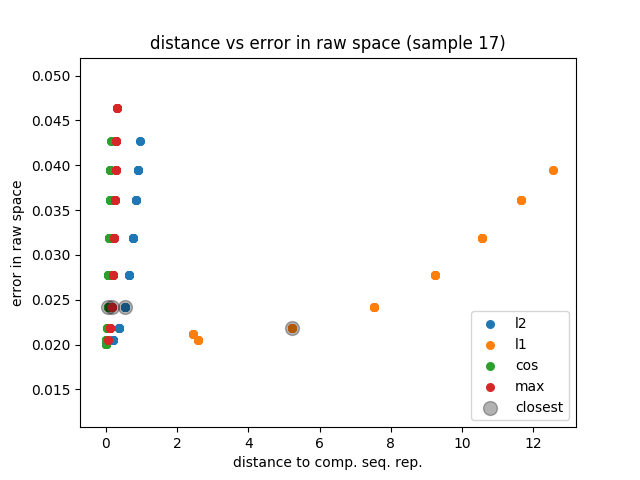 distance vs error in raw space (sample 17)
error in raw space
0.050
0.045
0.040
0.035
0.030
0.025
0.020
0.015
l2
l1
cos
max
closest
0 2 4 6 8 10 12
distance to comp. seq. rep.